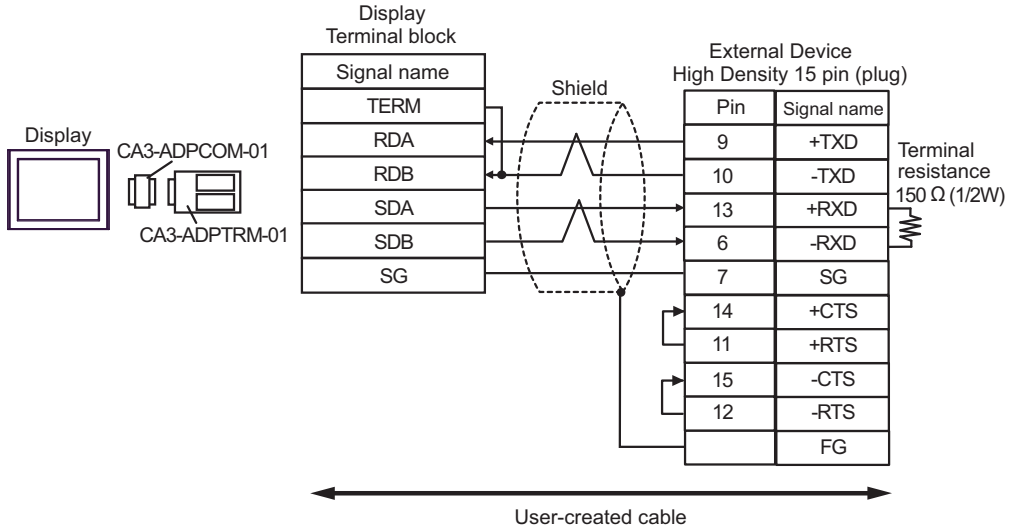 Display
Terminal block
Signal name
TERM
RDA
RDB
SDA
SDB
SG
Shield
External Device
High Density 15 pin (plug)
Pin Signal name
9 +TXD
10 -TXD
13 +RXD
6 -RXD
7 SG
14 +CTS
11 +RTS
15 -CTS
12 -RTS
FG
Terminal
resistance
150 Ω (1/2W)
Display
CA3-ADPCOM-01
CA3-ADPTRM-01
User-created cable